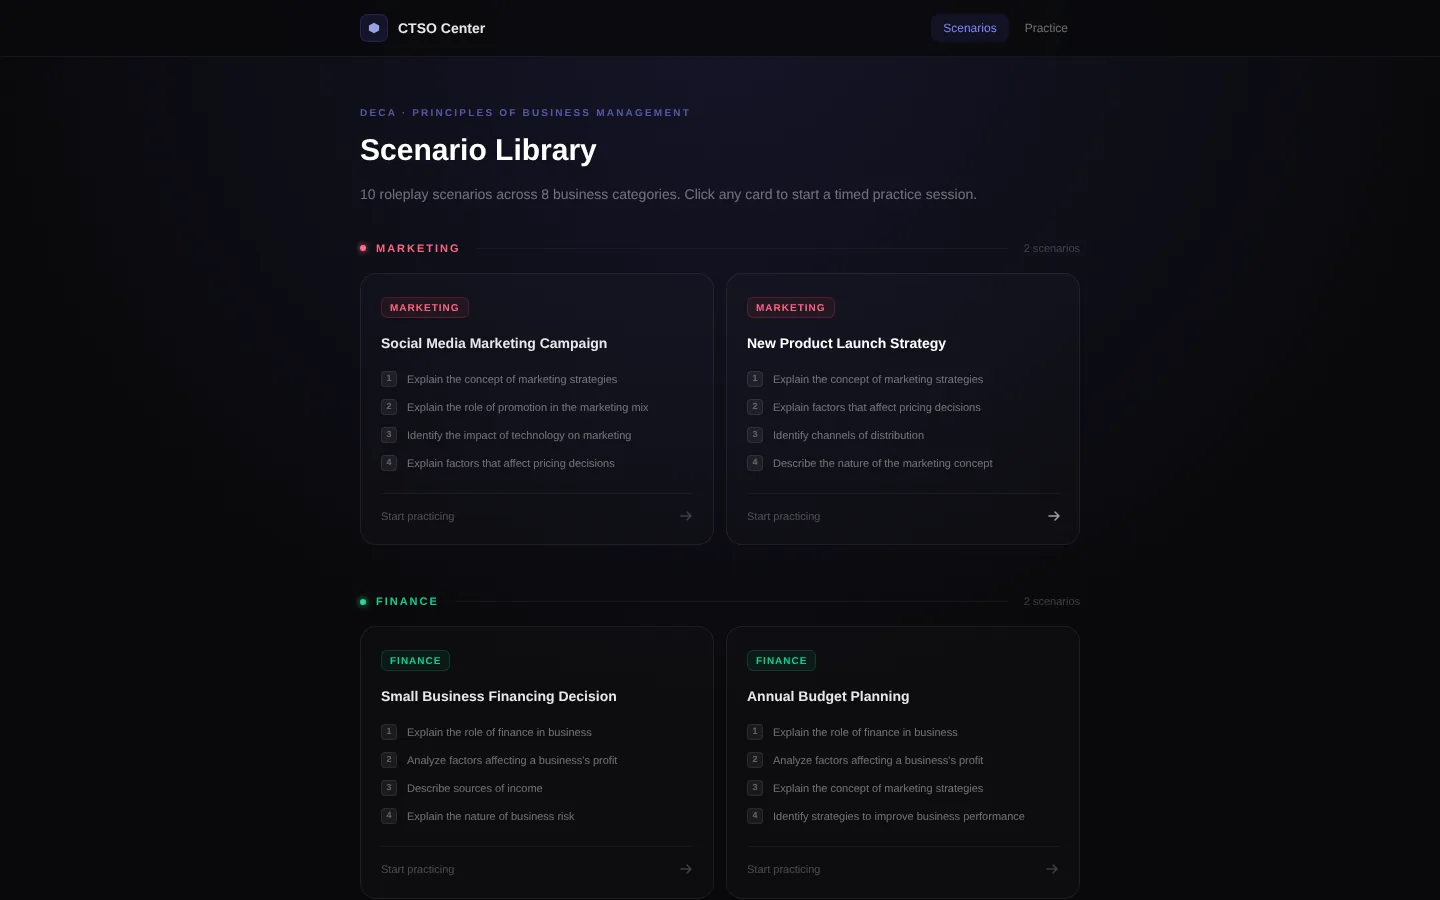 CTSO Center
Scenarios
Practice
DECA · PRINCIPLES OF BUSINESS MANAGEMENT
Scenario Library
10 roleplay scenarios across 8 business categories. Click any card to start a timed practice session.
MARKETING
2 scenarios
MARKETING
Social Media Marketing Campaign
1 Explain the concept of marketing strategies
2 Explain the role of promotion in the marketing mix
3 Identify the impact of technology on marketing
4 Explain factors that affect pricing decisions
Start practicing
MARKETING
New Product Launch Strategy
1 Explain the concept of marketing strategies
2 Explain factors that affect pricing decisions
3 Identify channels of distribution
4 Describe the nature of the marketing concept
Start practicing
FINANCE
2 scenarios
FINANCE
Small Business Financing Decision
1 Explain the role of finance in business
2 Analyze factors affecting a business's profit
3 Describe sources of income
4 Explain the nature of business risk
Start practicing
FINANCE
Annual Budget Planning
1 Explain the role of finance in business
2 Analyze factors affecting a business's profit
3 Explain the concept of marketing strategies
4 Identify strategies to improve business performance
Start practicing